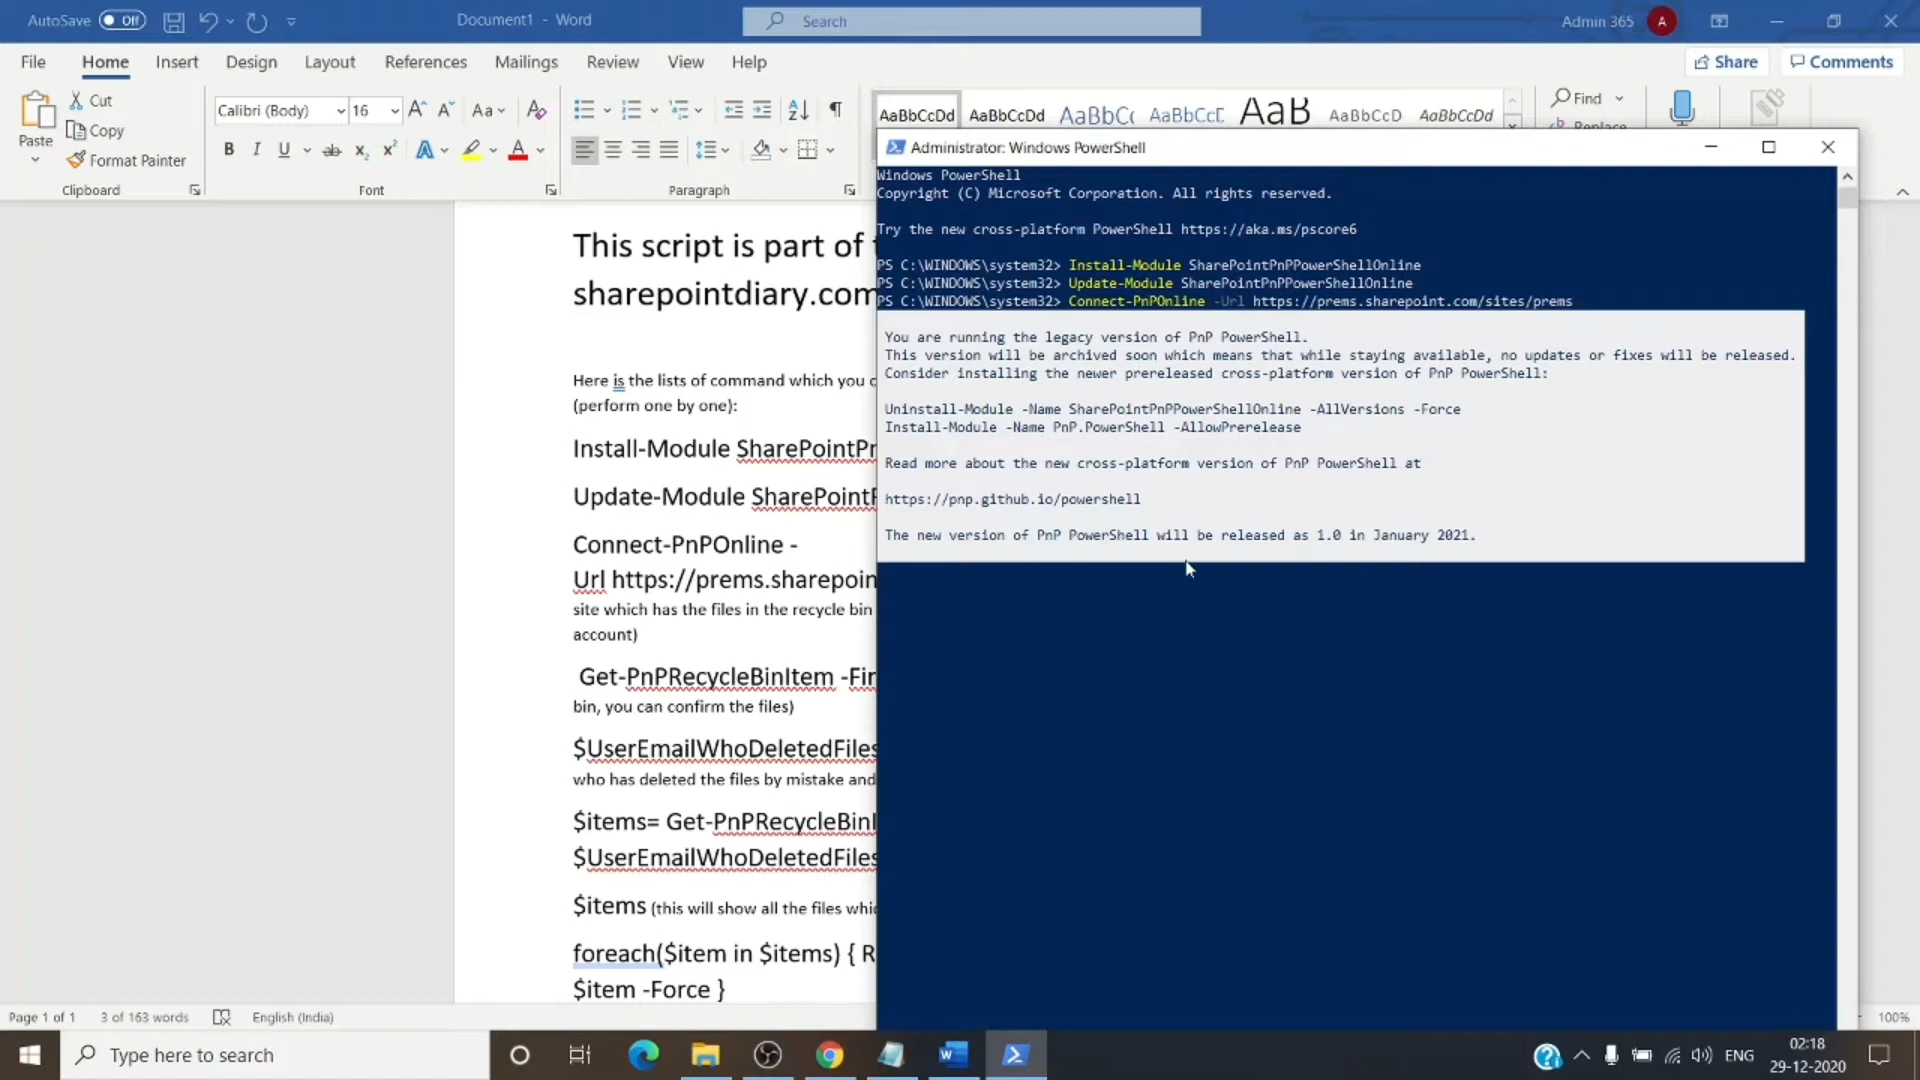 AutoSave Off
Document1 - Word
Search
Admin 365 A
File Home Insert Design Layout References Mailings Review View Help
Share Comments
Paste
Cut
Copy
Format Painter
Clipboard
Calibri (Body) 16
Font
Paragraph
AaBbCcDd AaBbCcDd AaBbC AaBbCcE AaB AaBbCcD AaBbCcDd
Find
Replace
Administrator: Windows PowerShell
Windows PowerShell
Copyright (C) Microsoft Corporation. All rights reserved.
Try the new cross-platform PowerShell https://aka.ms/pscore6
PS C:\WINDOWS\system32> Install-Module SharePointPnPPowerShellOnline
PS C:\WINDOWS\system32> Update-Module SharePointPnPPowerShellOnline
PS C:\WINDOWS\system32> Connect-PnPOnline -Url https://prems.sharepoint.com/sites/prems
You are running the legacy version of PnP PowerShell.
This version will be archived soon which means that while staying available, no updates or fixes will be released.
Consider installing the newer prereleased cross-platform version of PnP PowerShell:
Uninstall-Module -Name SharePointPnPPowerShellOnline -AllVersions -Force
Install-Module -Name PnP.PowerShell -AllowPrerelease
Read more about the new cross-platform version of PnP PowerShell at
https://pnp.github.io/powershell
The new version of PnP PowerShell will be released as 1.0 in January 2021.
This script is part of
sharepointdiary.com
Here is the lists of command which you c
(perform one by one):
Install-Module SharePointPn
Update-Module SharePointP
Connect-PnPOnline -
Url https://prems.sharepoin
site which has the files in the recycle bin
account)
Get-PnPRecycleBinItem -Fir
bin, you can confirm the files)
$UserEmailWhoDeletedFiles
who has deleted the files by mistake and
$items= Get-PnPRecycleBinI
$UserEmailWhoDeletedFiles
$items (this will show all the files whic
foreach($item in $items) { R
$item -Force }
Page 1 of 1 3 of 163 words English (India)
100%
Type here to search
ENG
02:18
29-12-2020